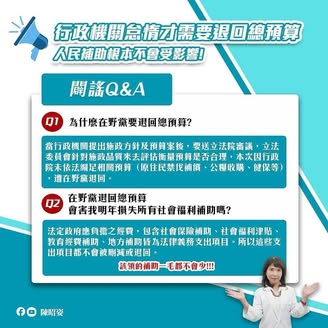 行政機關怠惰才需要退回總預算
人民補助根本不會受影響!
闢謠Q&A
Q1 為什麼在野黨要退回總預算?
當行政機關提出施政方針及預算案後，要送立法院審議，立法
委員會針對施政品質來去評估衡量預算是否合理，本次因行政
院未依法編足相關預算（原住民禁伐補償、公糧收購、健保等）
，遭在野黨退回。
Q2 在野黨退回總預算
會害我明年損失所有社會福利補助嗎?
法定政府應負擔之經費，包含社會保險補助、社會福利津貼、
教育經費補助、地方補助皆為法律義務支出項目。所以這些支
出項目都不會被刪減或退回。
該領的補助一毛都不會少!!!
陳昭姿